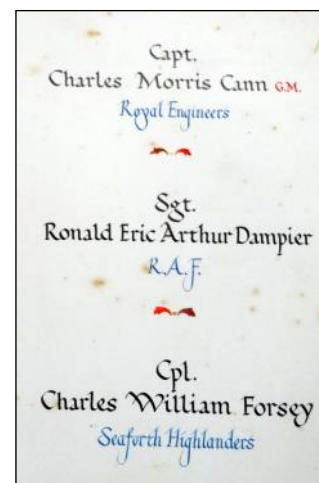 Capt.
Charles Morris Cann G.M.
Royal Engineers
Sgt.
Ronald Eric Arthur Dampier
R.A.F.
Cpl.
Charles William Forsey
Seaforth Highlanders